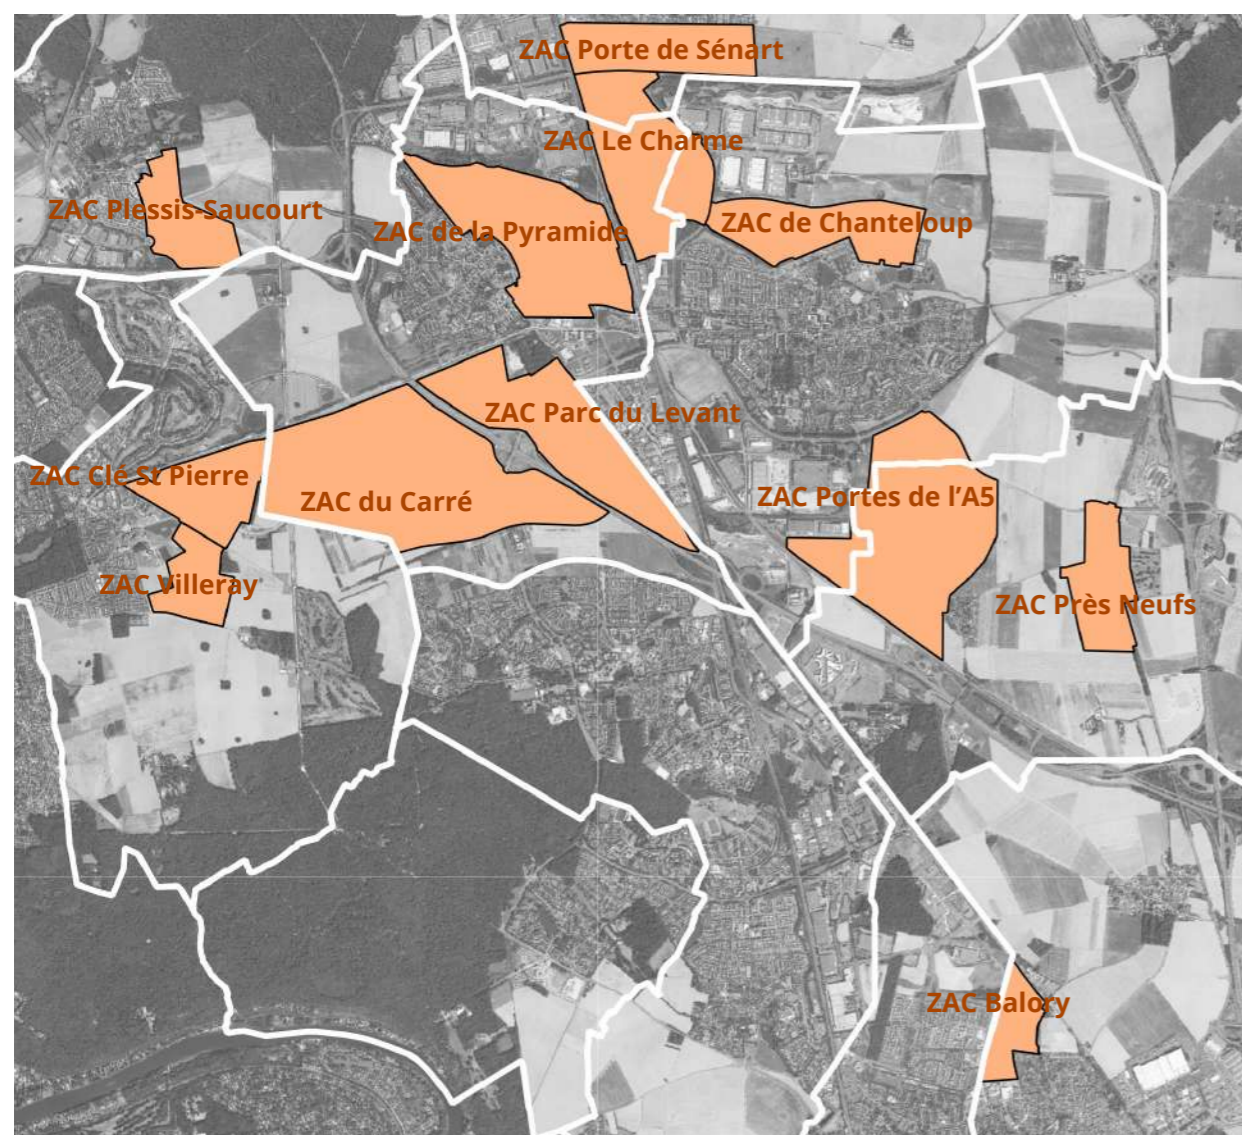 ZAC Porte de Sénart
ZAC Le Charme
ZAC Plessis-Saucourt
ZAC de la Pyramide
ZAC de Chanteloup
ZAC Parc du Levant
ZAC Clé St Pierre
ZAC du Carré
ZAC Portes de l’A5
ZAC Villeray
ZAC Près Neufs
ZAC Balory